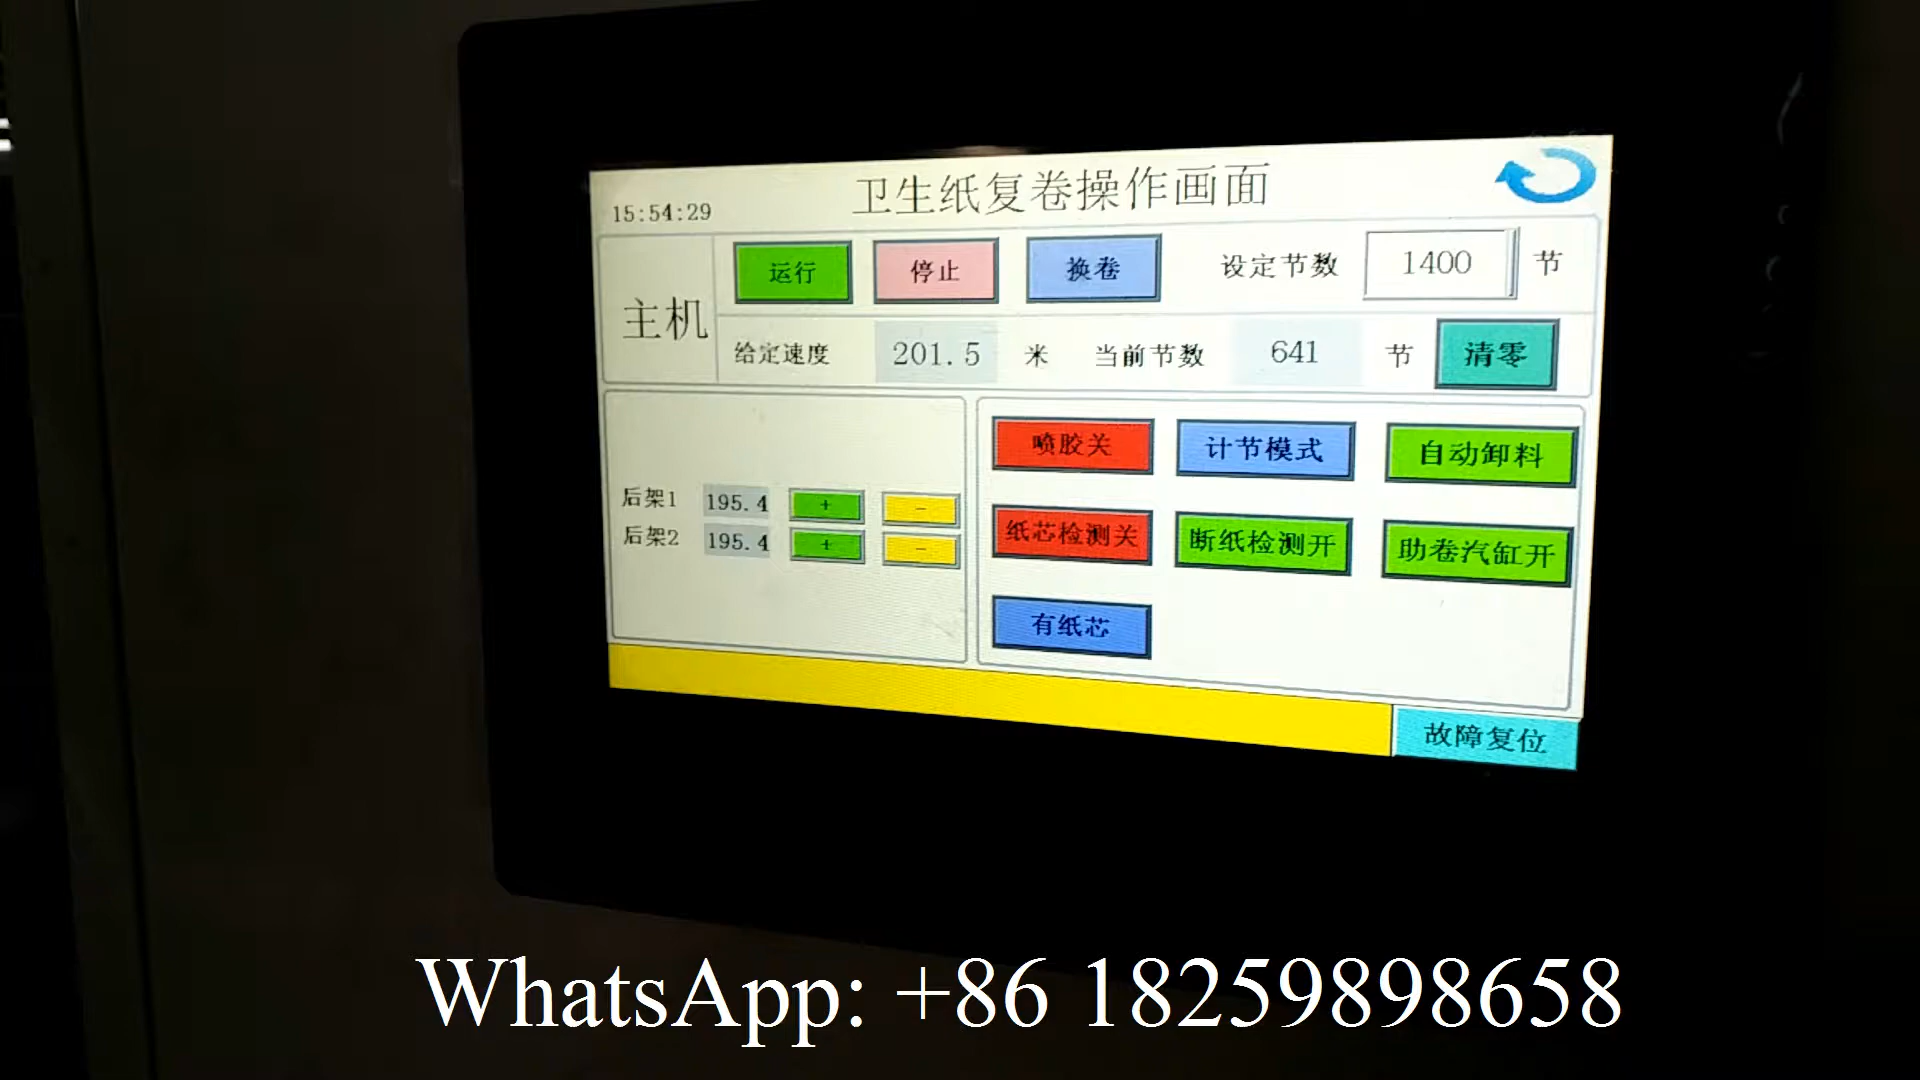 卫生纸复卷操作画面
15:54:29
运行 停止 换卷 设定节数 1400 节
主机
给定速度 201.5 米 当前节数 641 节 清零
喷胶关 计节模式 自动卸料
后架1 195.4 + -
纸芯检测关 断纸检测开 助卷汽缸开
后架2 195.4 + -
有纸芯
故障复位
WhatsApp: +86 18259898658